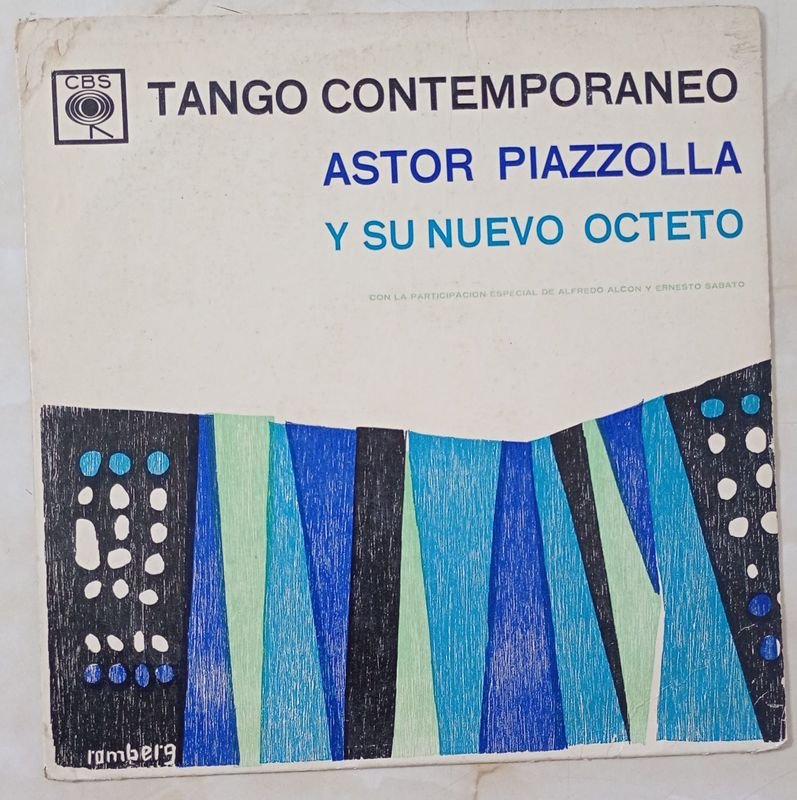 CBS
TANGO CONTEMPORANEO
ASTOR PIAZZOLLA
Y SU NUEVO OCTETO
CON LA PARTICIPACION ESPECIAL DE ALFREDO ALCON Y ERNESTO SABATO
romberg